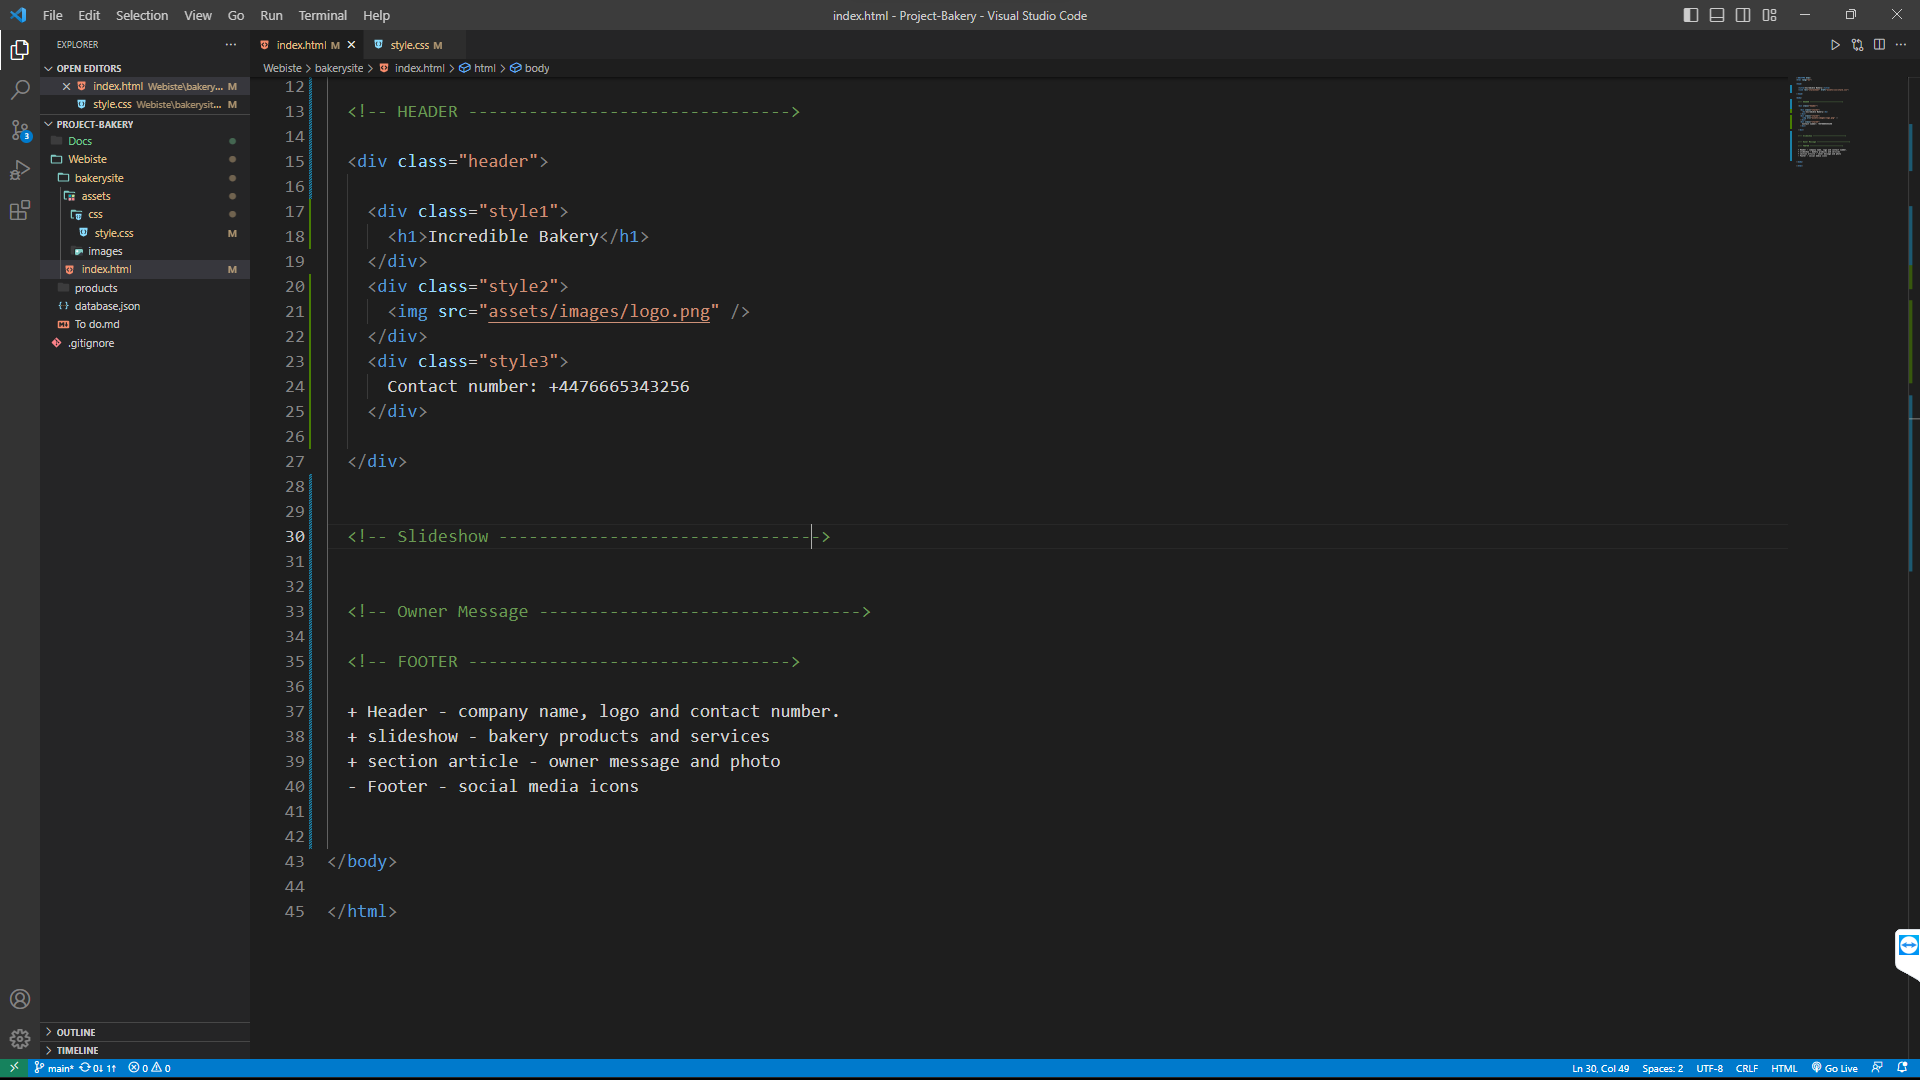 File Edit Selection View Go Run Terminal Help
index.html - Project-Bakery - Visual Studio Code
EXPLORER
OPEN EDITORS
index.html Webiste\bakery... M
style.css Webiste\bakerysit... M
PROJECT-BAKERY
Docs
Webiste
bakerysite
assets
css
style.css M
images
index.html M
products
database.json
To do.md
.gitignore
OUTLINE
TIMELINE
index.html M
style.css M
Webiste > bakerysite > index.html > html > body
12
13 <!-- HEADER -------------------------------->
14
15 <div class="header">
16
17 <div class="style1">
18 <h1>Incredible Bakery</h1>
19 </div>
20 <div class="style2">
21 <img src="assets/images/logo.png" />
22 </div>
23 <div class="style3">
24 Contact number: +4476665343256
25 </div>
26
27 </div>
28
29
30 <!-- Slideshow -------------------------------->
31
32
33 <!-- Owner Message -------------------------------->
34
35 <!-- FOOTER -------------------------------->
36
37 + Header - company name, logo and contact number.
38 + slideshow - bakery products and services
39 + section article - owner message and photo
40 - Footer - social media icons
41
42
43 </body>
44
45 </html>
3
main* 0↓ 1↑ 0 0
Ln 30, Col 49 Spaces: 2 UTF-8 CRLF HTML Go Live